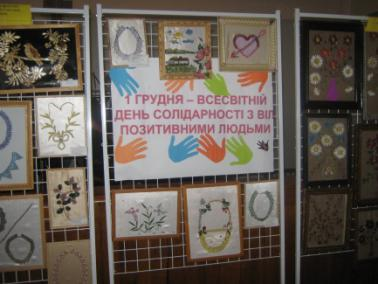 1 ГРУДНЯ – ВСЕСВІТНІЙ
ДЕНЬ СОЛІДАРНОСТІ З ВІЛ
ПОЗИТИВНИМИ ЛЮДЬМИ